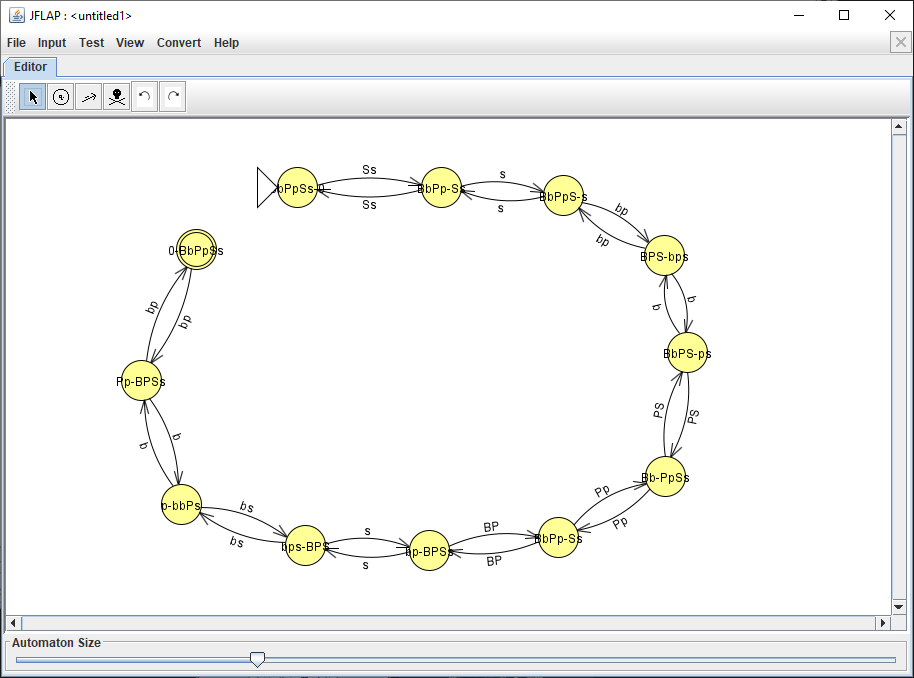 JFLAP : <untitled1>
File Input Test View Convert Help
Editor
Ss
s
BbPp-Ss
Ss
s
BbPpS-s
bp
bp
0-BbPpSs
BPS-bps
bp
bp
b
b
BbPS-ps
Pp-BPSs
PS
PS
b
b
Bb-PpSs
Pp
p-bbPs
bs
Pp
bs
s
BP
BbPp-Ss
bps-BPS
bp-BPSs
s
BP
Automaton Size